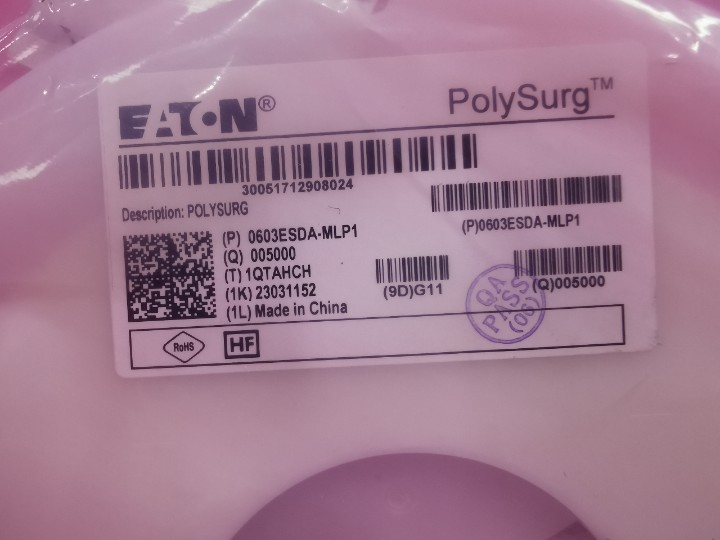 EATON® PolySurg™
30051712908024
Description: POLYSURG
(P)0603ESDA-MLP1
(P) 0603ESDA-MLP1
(Q) 005000
(T) 1QTAHCH
(1K) 23031152
(1L) Made in China
(9D)G11
(Q)005000
QA
PASS
(06)
RoHS
HF